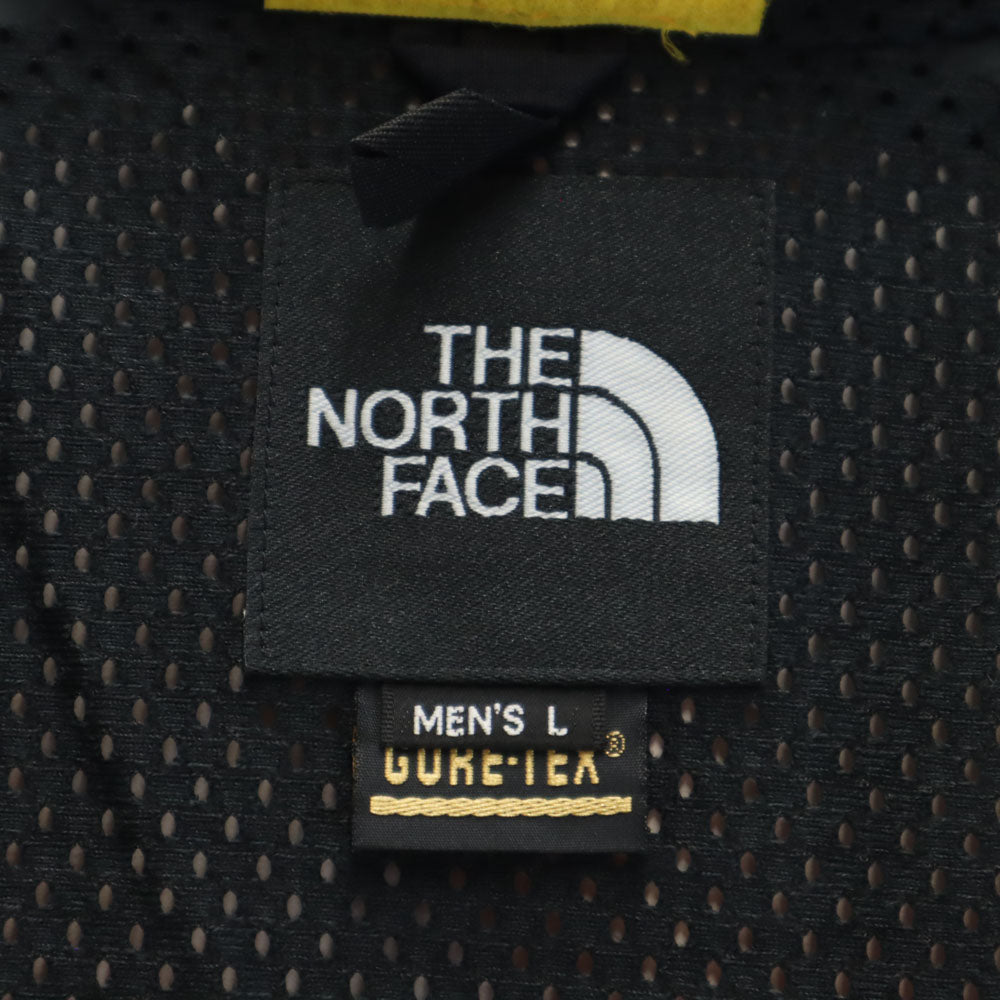 THE
NORTH
FACE
MEN'S L
GORE-TEX®